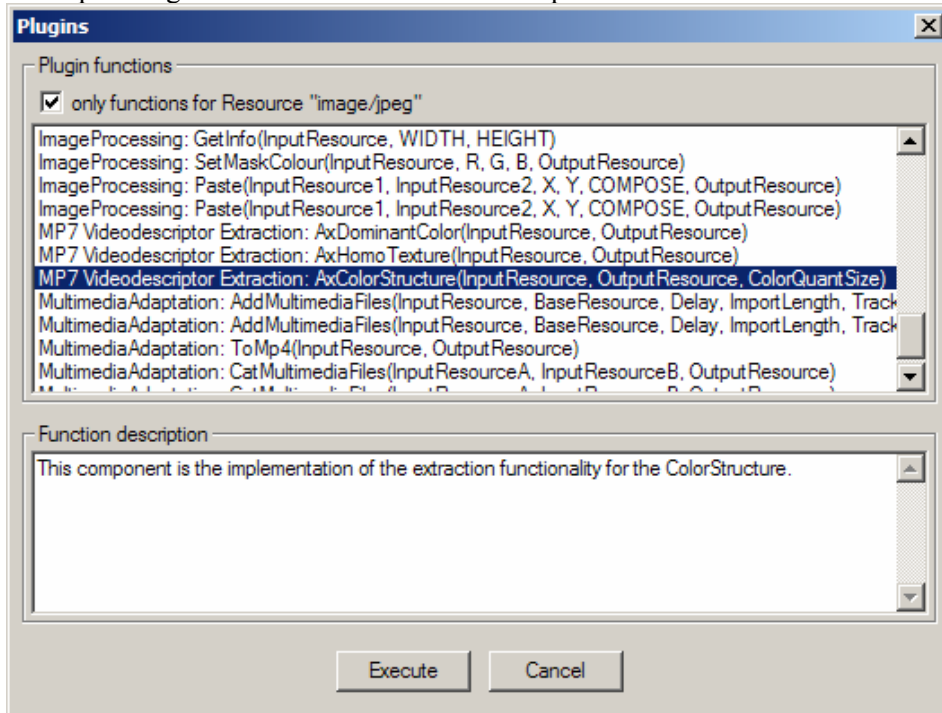 Plugins
Plugin functions
only functions for Resource "image/jpeg"
ImageProcessing: GetInfo(InputResource, WIDTH, HEIGHT)
ImageProcessing: SetMaskColour(InputResource, R, G, B, OutputResource)
ImageProcessing: Paste(InputResource1, InputResource2, X, Y, COMPOSE, OutputResource)
ImageProcessing: Paste(InputResource1, InputResource2, X, Y, COMPOSE, OutputResource)
MP7 Videodescriptor Extraction: AxDominantColor(InputResource, OutputResource)
MP7 Videodescriptor Extraction: AxHomoTexture(InputResource, OutputResource)
MP7 Videodescriptor Extraction: AxColorStructure(InputResource, OutputResource, ColorQuantSize)
MultimediaAdaptation: AddMultimediaFiles(InputResource, BaseResource, Delay, ImportLength, Track
MultimediaAdaptation: AddMultimediaFiles(InputResource, BaseResource, Delay, ImportLength, Track
MultimediaAdaptation: ToMp4(InputResource, OutputResource)
MultimediaAdaptation: CatMultimediaFiles(InputResourceA, InputResourceB, OutputResource)
Function description
This component is the implementation of the extraction functionality for the ColorStructure.
Execute Cancel